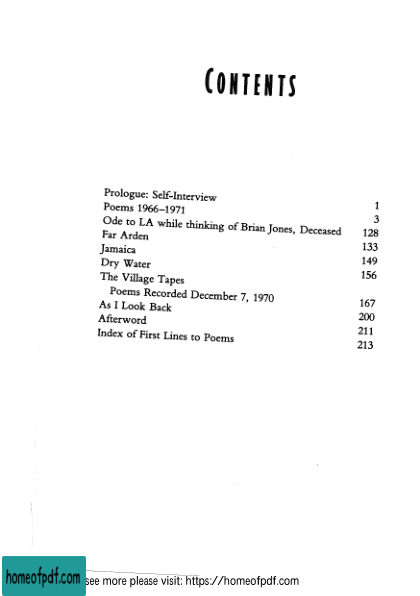 CONTENTS
Prologue: Self-Interview 1
Poems 1966–1971 3
Ode to LA while thinking of Brian Jones, Deceased 128
Far Arden 133
Jamaica 149
Dry Water 156
The Village Tapes
Poems Recorded December 7, 1970 167
As I Look Back 200
Afterword 211
Index of First Lines to Poems 213
homeofpdf.com see more please visit: https://homeofpdf.com